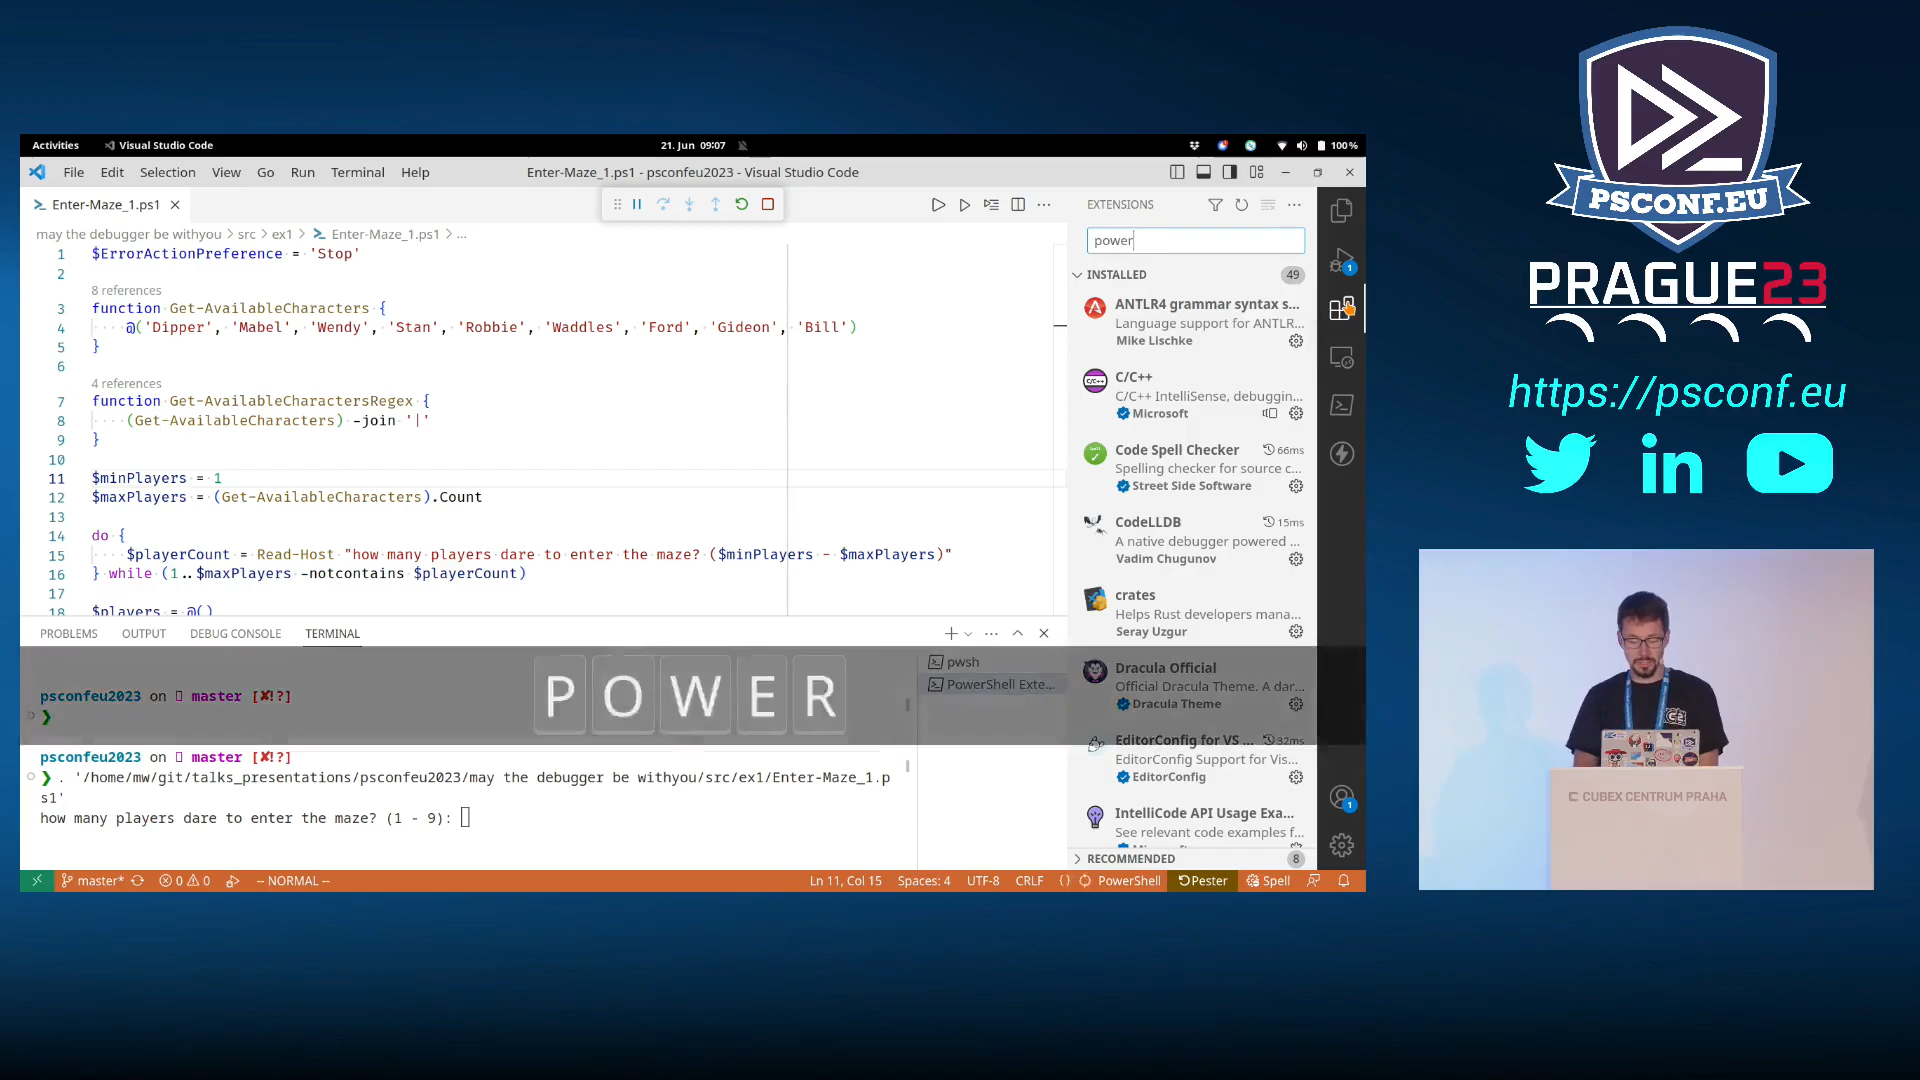 Activities
Visual Studio Code
21. Jun 09:07
100%
File Edit Selection View Go Run Terminal Help
Enter-Maze_1.ps1 - psconfeu2023 - Visual Studio Code
Enter-Maze_1.ps1
may the debugger be withyou > src > ex1 > Enter-Maze_1.ps1 > ...
1 $ErrorActionPreference = 'Stop'
2
8 references
3 function Get-AvailableCharacters {
4 ····@('Dipper', 'Mabel', 'Wendy', 'Stan', 'Robbie', 'Waddles', 'Ford', 'Gideon', 'Bill')
5 }
6
4 references
7 function Get-AvailableCharactersRegex {
8 ····(Get-AvailableCharacters) -join '|'
9 }
10
11 $minPlayers = 1
12 $maxPlayers = (Get-AvailableCharacters).Count
13
14 do {
15 ····$playerCount = Read-Host "how many players dare to enter the maze? ($minPlayers - $maxPlayers)"
16 } while (1..$maxPlayers -notcontains $playerCount)
17
18 $players = @()
EXTENSIONS
power
INSTALLED 49
ANTLR4 grammar syntax s...
Language support for ANTLR...
Mike Lischke
C/C++
C/C++ IntelliSense, debuggin...
Microsoft
Code Spell Checker 66ms
Spelling checker for source c...
Street Side Software
CodeLLDB 15ms
A native debugger powered ...
Vadim Chugunov
crates
Helps Rust developers mana...
Seray Uzgur
Dracula Official
Official Dracula Theme. A dar...
Dracula Theme
EditorConfig for VS ... 32ms
EditorConfig Support for Vis...
EditorConfig
IntelliCode API Usage Exa...
See relevant code examples f...
RECOMMENDED 8
1
1
PROBLEMS OUTPUT DEBUG CONSOLE TERMINAL
pwsh
PowerShell Exte...
psconfeu2023 on master [✘!?]
❯
P O W E R
psconfeu2023 on master [✘!?]
❯ . '/home/mw/git/talks_presentations/psconfeu2023/may the debugger be withyou/src/ex1/Enter-Maze_1.p
s1'
how many players dare to enter the maze? (1 - 9):
master* 0 0 -- NORMAL -- Ln 11, Col 15 Spaces: 4 UTF-8 CRLF {} PowerShell Pester Spell
PSCONF.EU
PRAGUE23
https://psconf.eu
in
CUBEX CENTRUM PRAHA